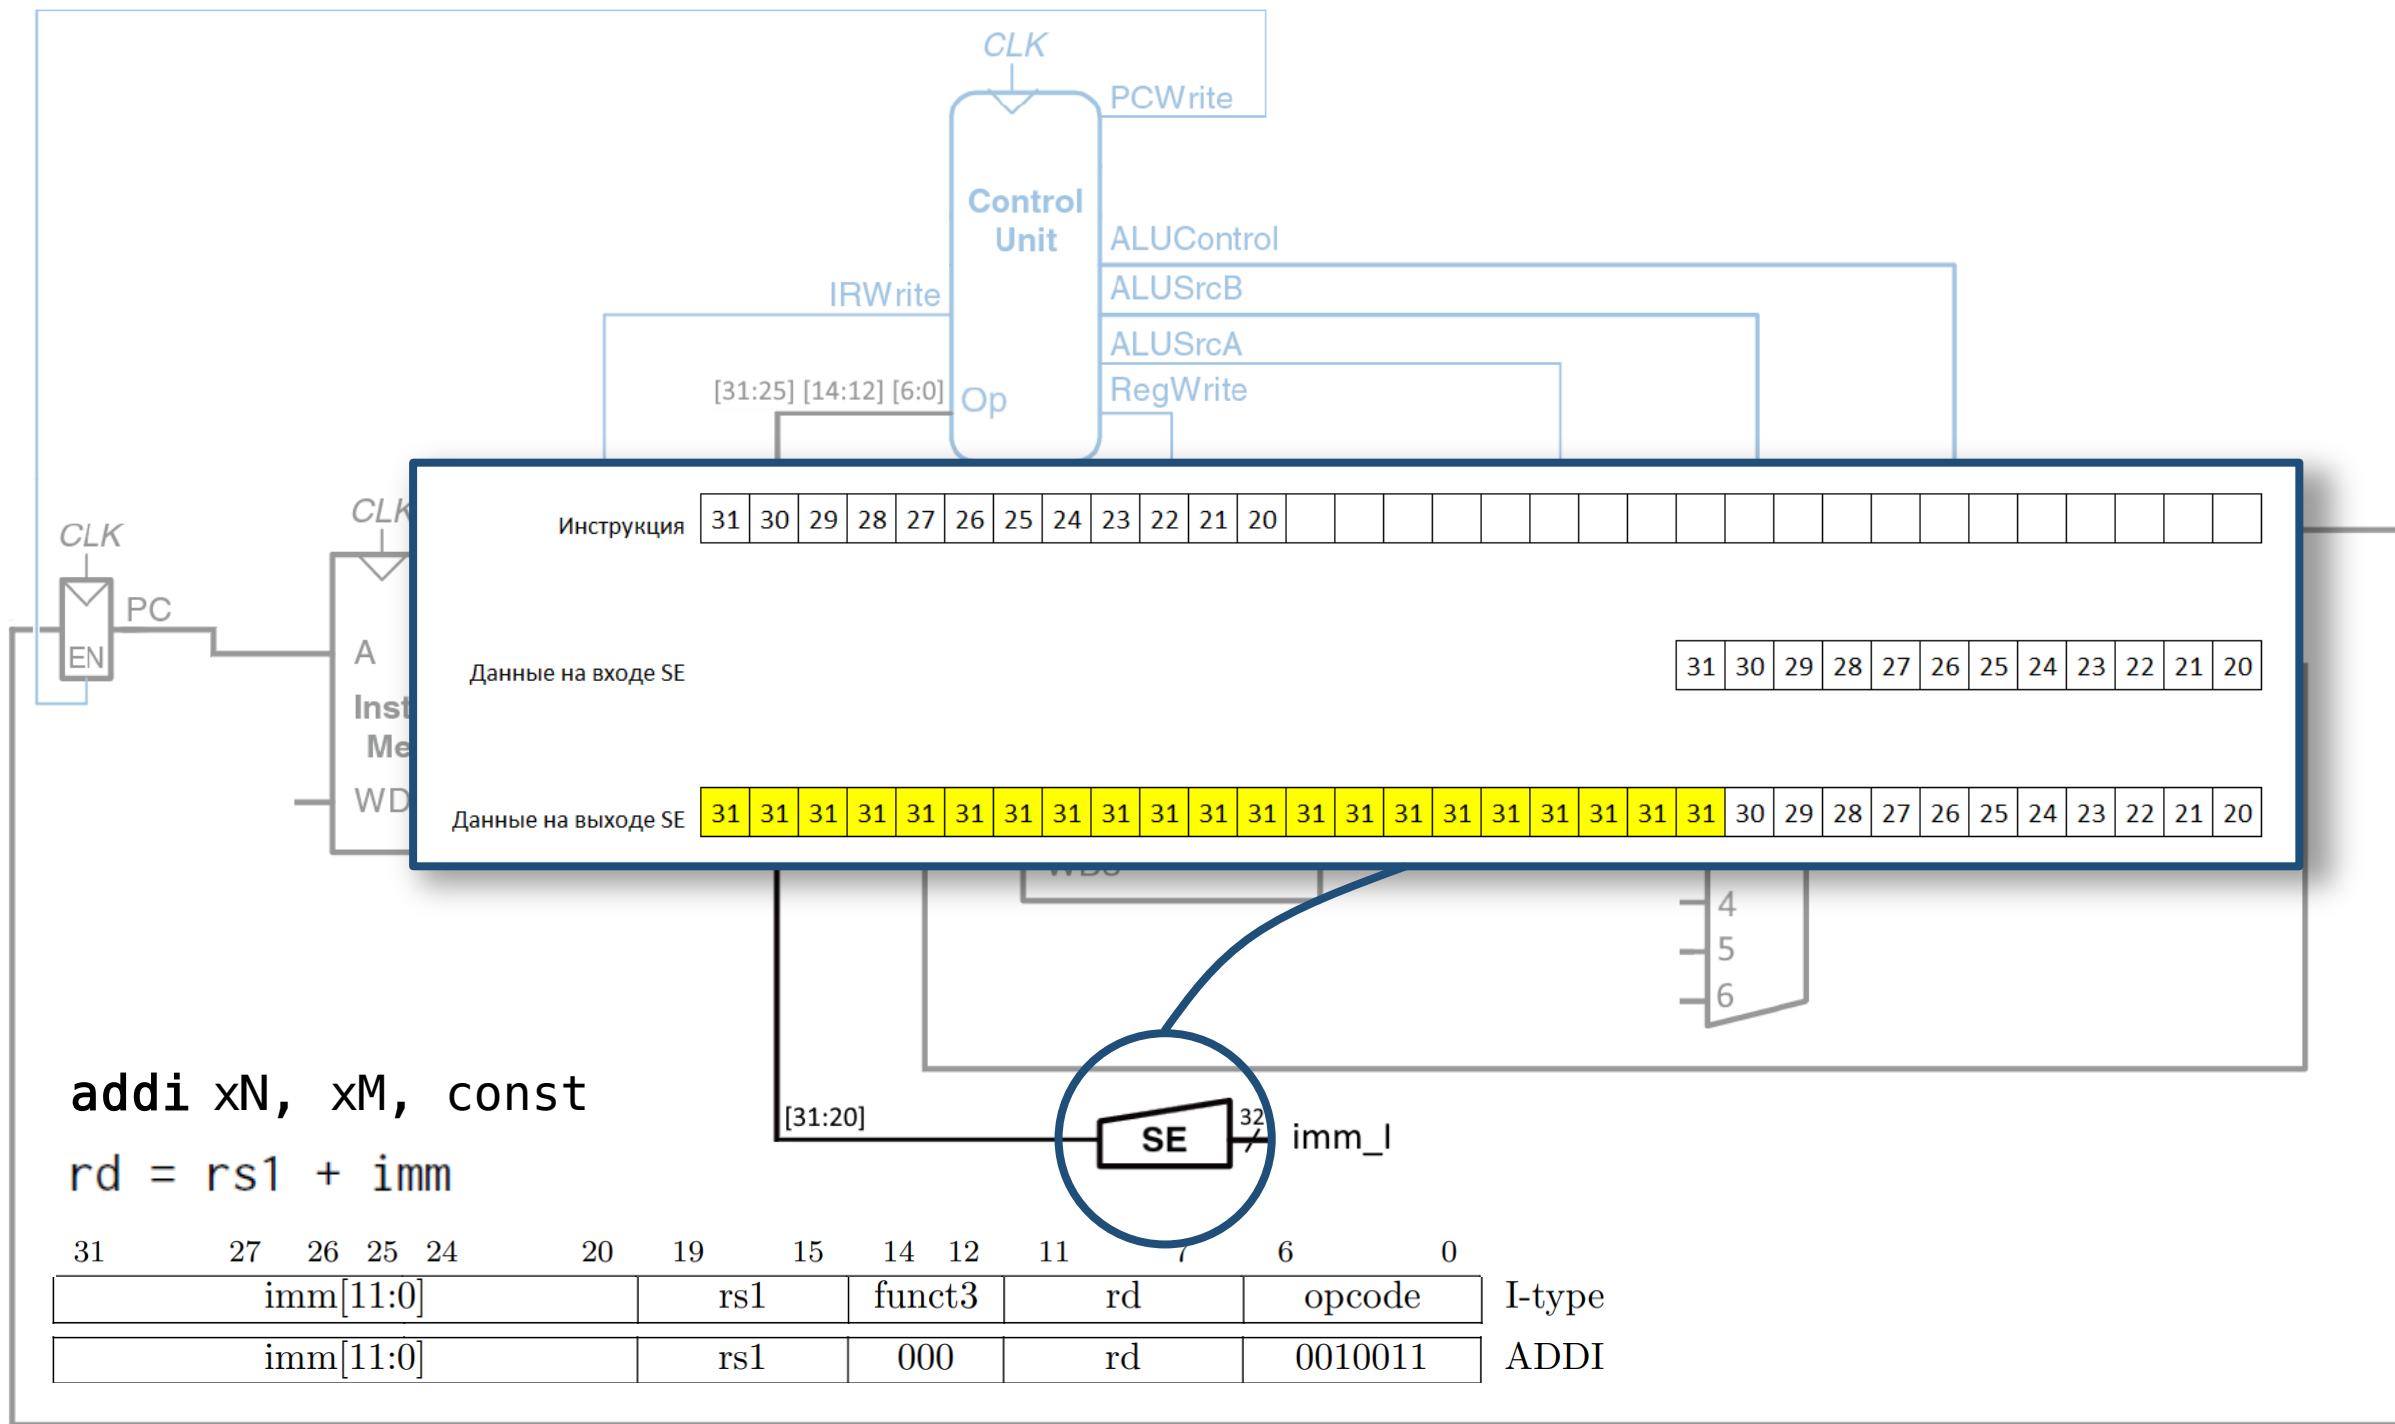 CLK
PCWrite
Control
Unit
ALUControl
ALUSrcB
IRWrite
ALUSrcA
[31:25] [14:12] [6:0]
Op
RegWrite
CLK
CLK
PC
EN
A
Inst
Me
WD
Инструкция 31 30 29 28 27 26 25 24 23 22 21 20
Данные на входе SE 31 30 29 28 27 26 25 24 23 22 21 20
Данные на выходе SE 31 31 31 31 31 31 31 31 31 31 31 31 31 31 31 31 31 31 31 31 31 30 29 28 27 26 25 24 23 22 21 20
4
5
6
addi xN, xM, const
[31:20]
SE
32
imm_I
rd = rs1 + imm
31 27 26 25 24 20 19 15 14 12 11 7 6 0
imm[11:0] rs1 funct3 rd opcode I-type
imm[11:0] rs1 000 rd 0010011 ADDI